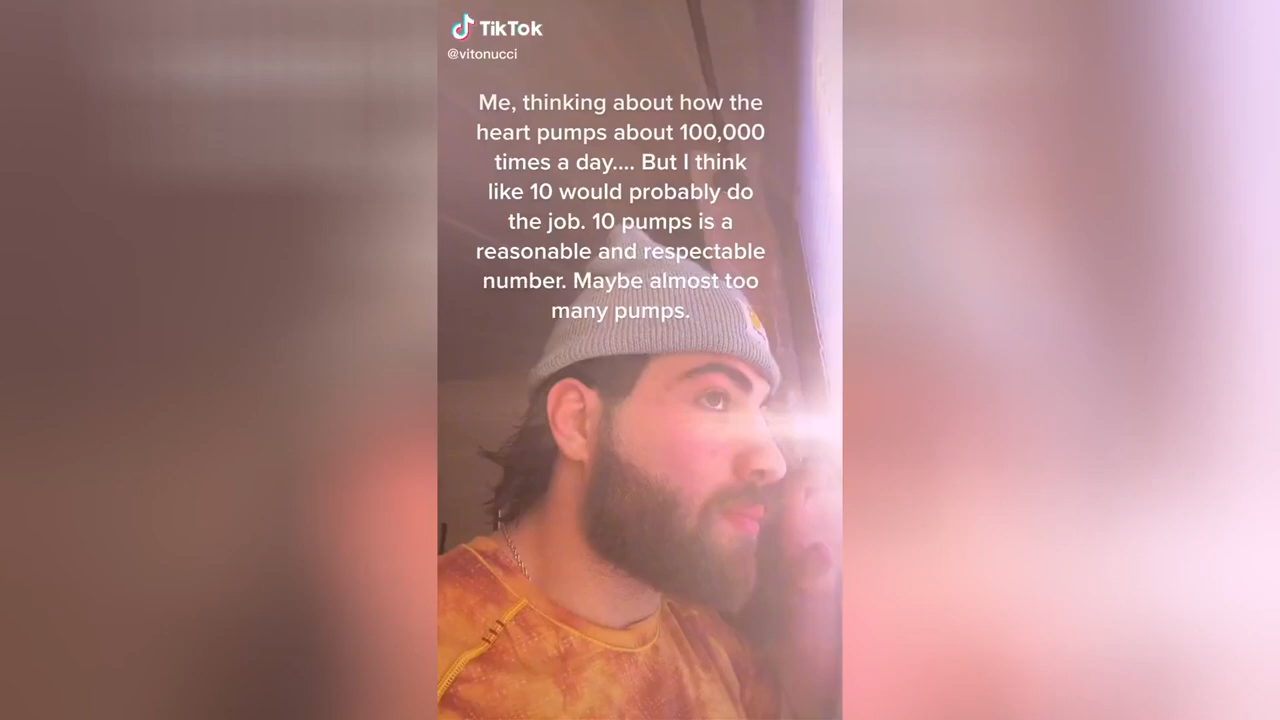 TikTok
@vitonucci
Me, thinking about how the
heart pumps about 100,000
times a day.... But I think
like 10 would probably do
the job. 10 pumps is a
reasonable and respectable
number. Maybe almost too
many pumps.